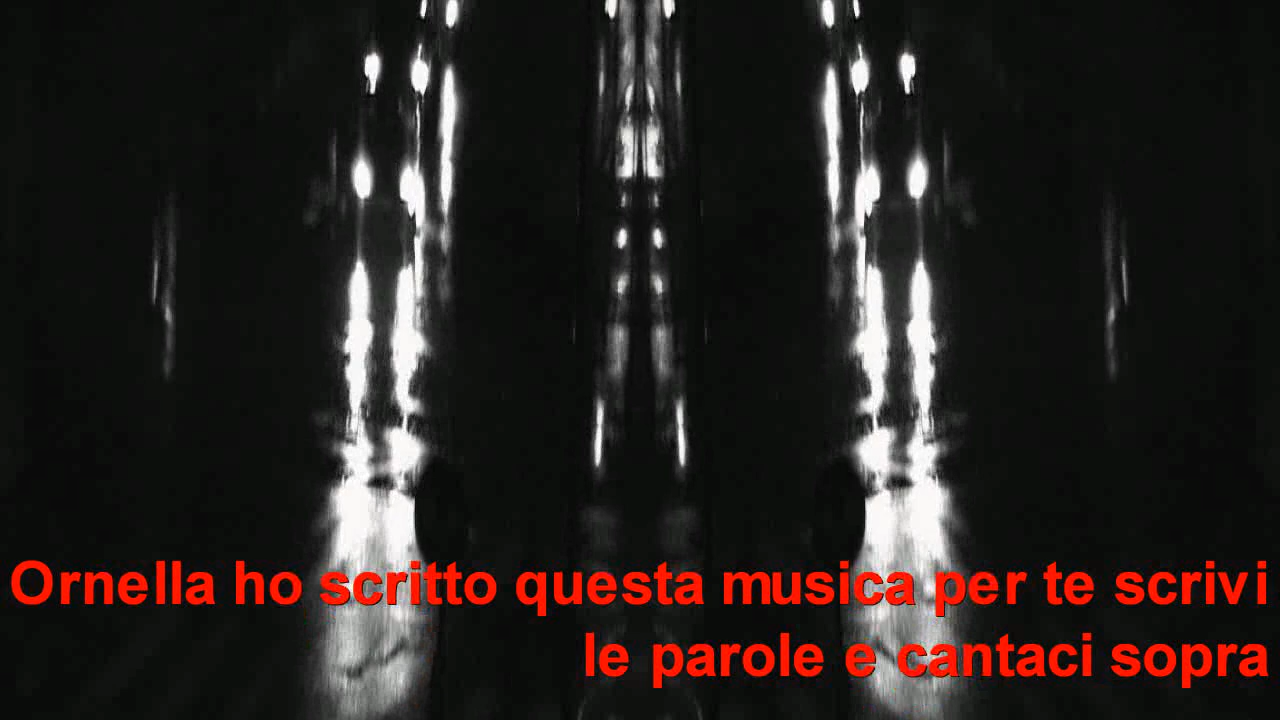 Ornella ho scritto questa musica per te scrivi
le parole e cantaci sopra